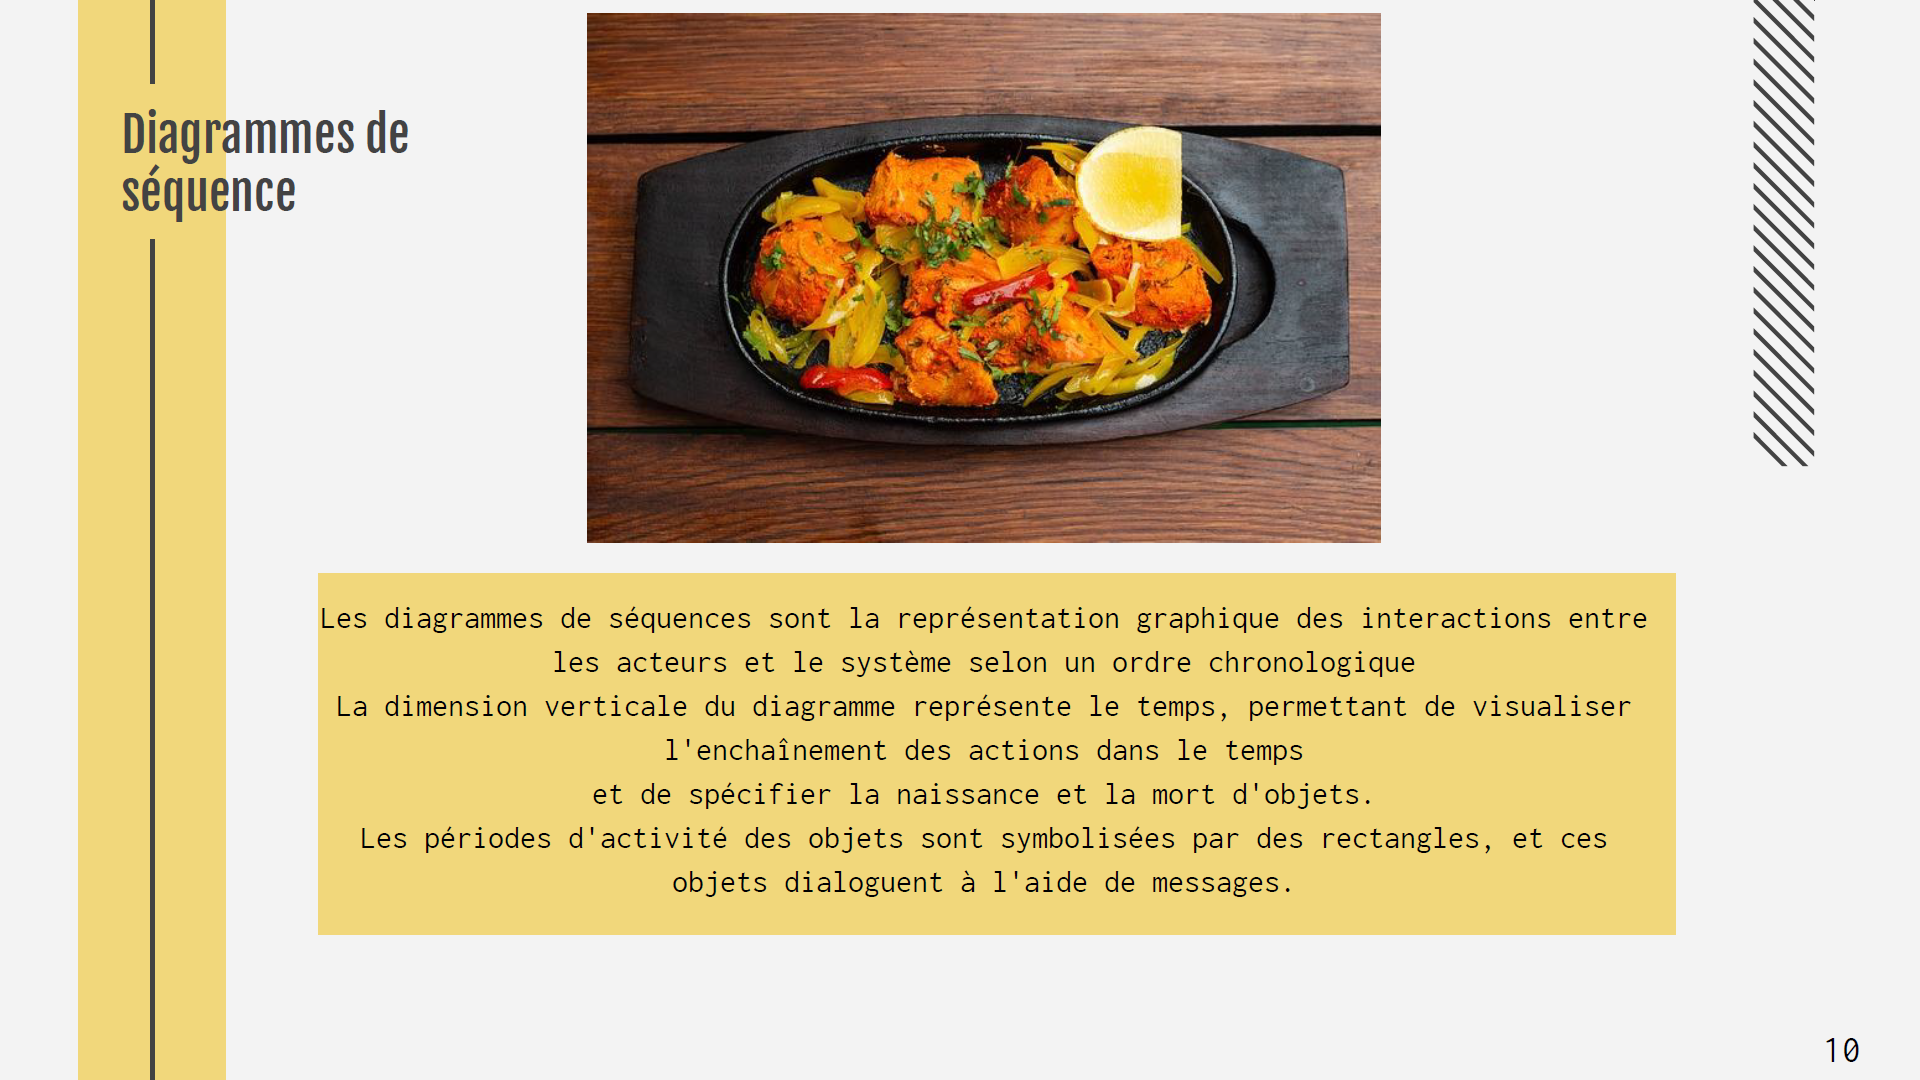 Diagrammes de
séquence
Les diagrammes de séquences sont la représentation graphique des interactions entre
les acteurs et le système selon un ordre chronologique
La dimension verticale du diagramme représente le temps, permettant de visualiser
l'enchaînement des actions dans le temps
et de spécifier la naissance et la mort d'objets.
Les périodes d'activité des objets sont symbolisées par des rectangles, et ces
objets dialoguent à l'aide de messages.
10